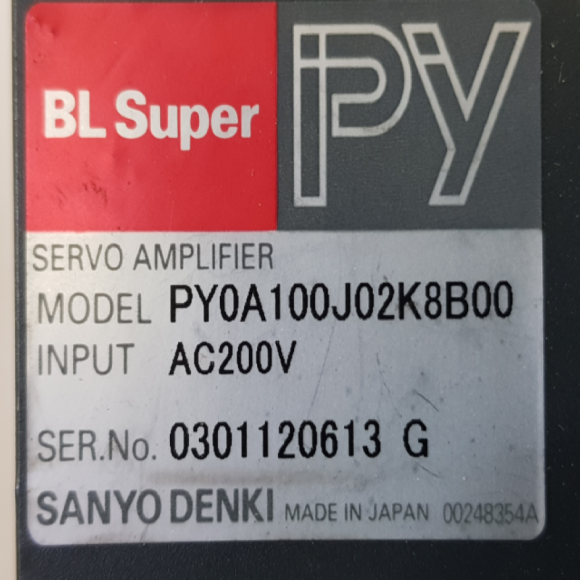 BL Super PY
SERVO AMPLIFIER
MODEL PY0A100J02K8B00
INPUT AC200V
SER.No. 0301120613 G
SANYO DENKI MADE IN JAPAN 00248354A